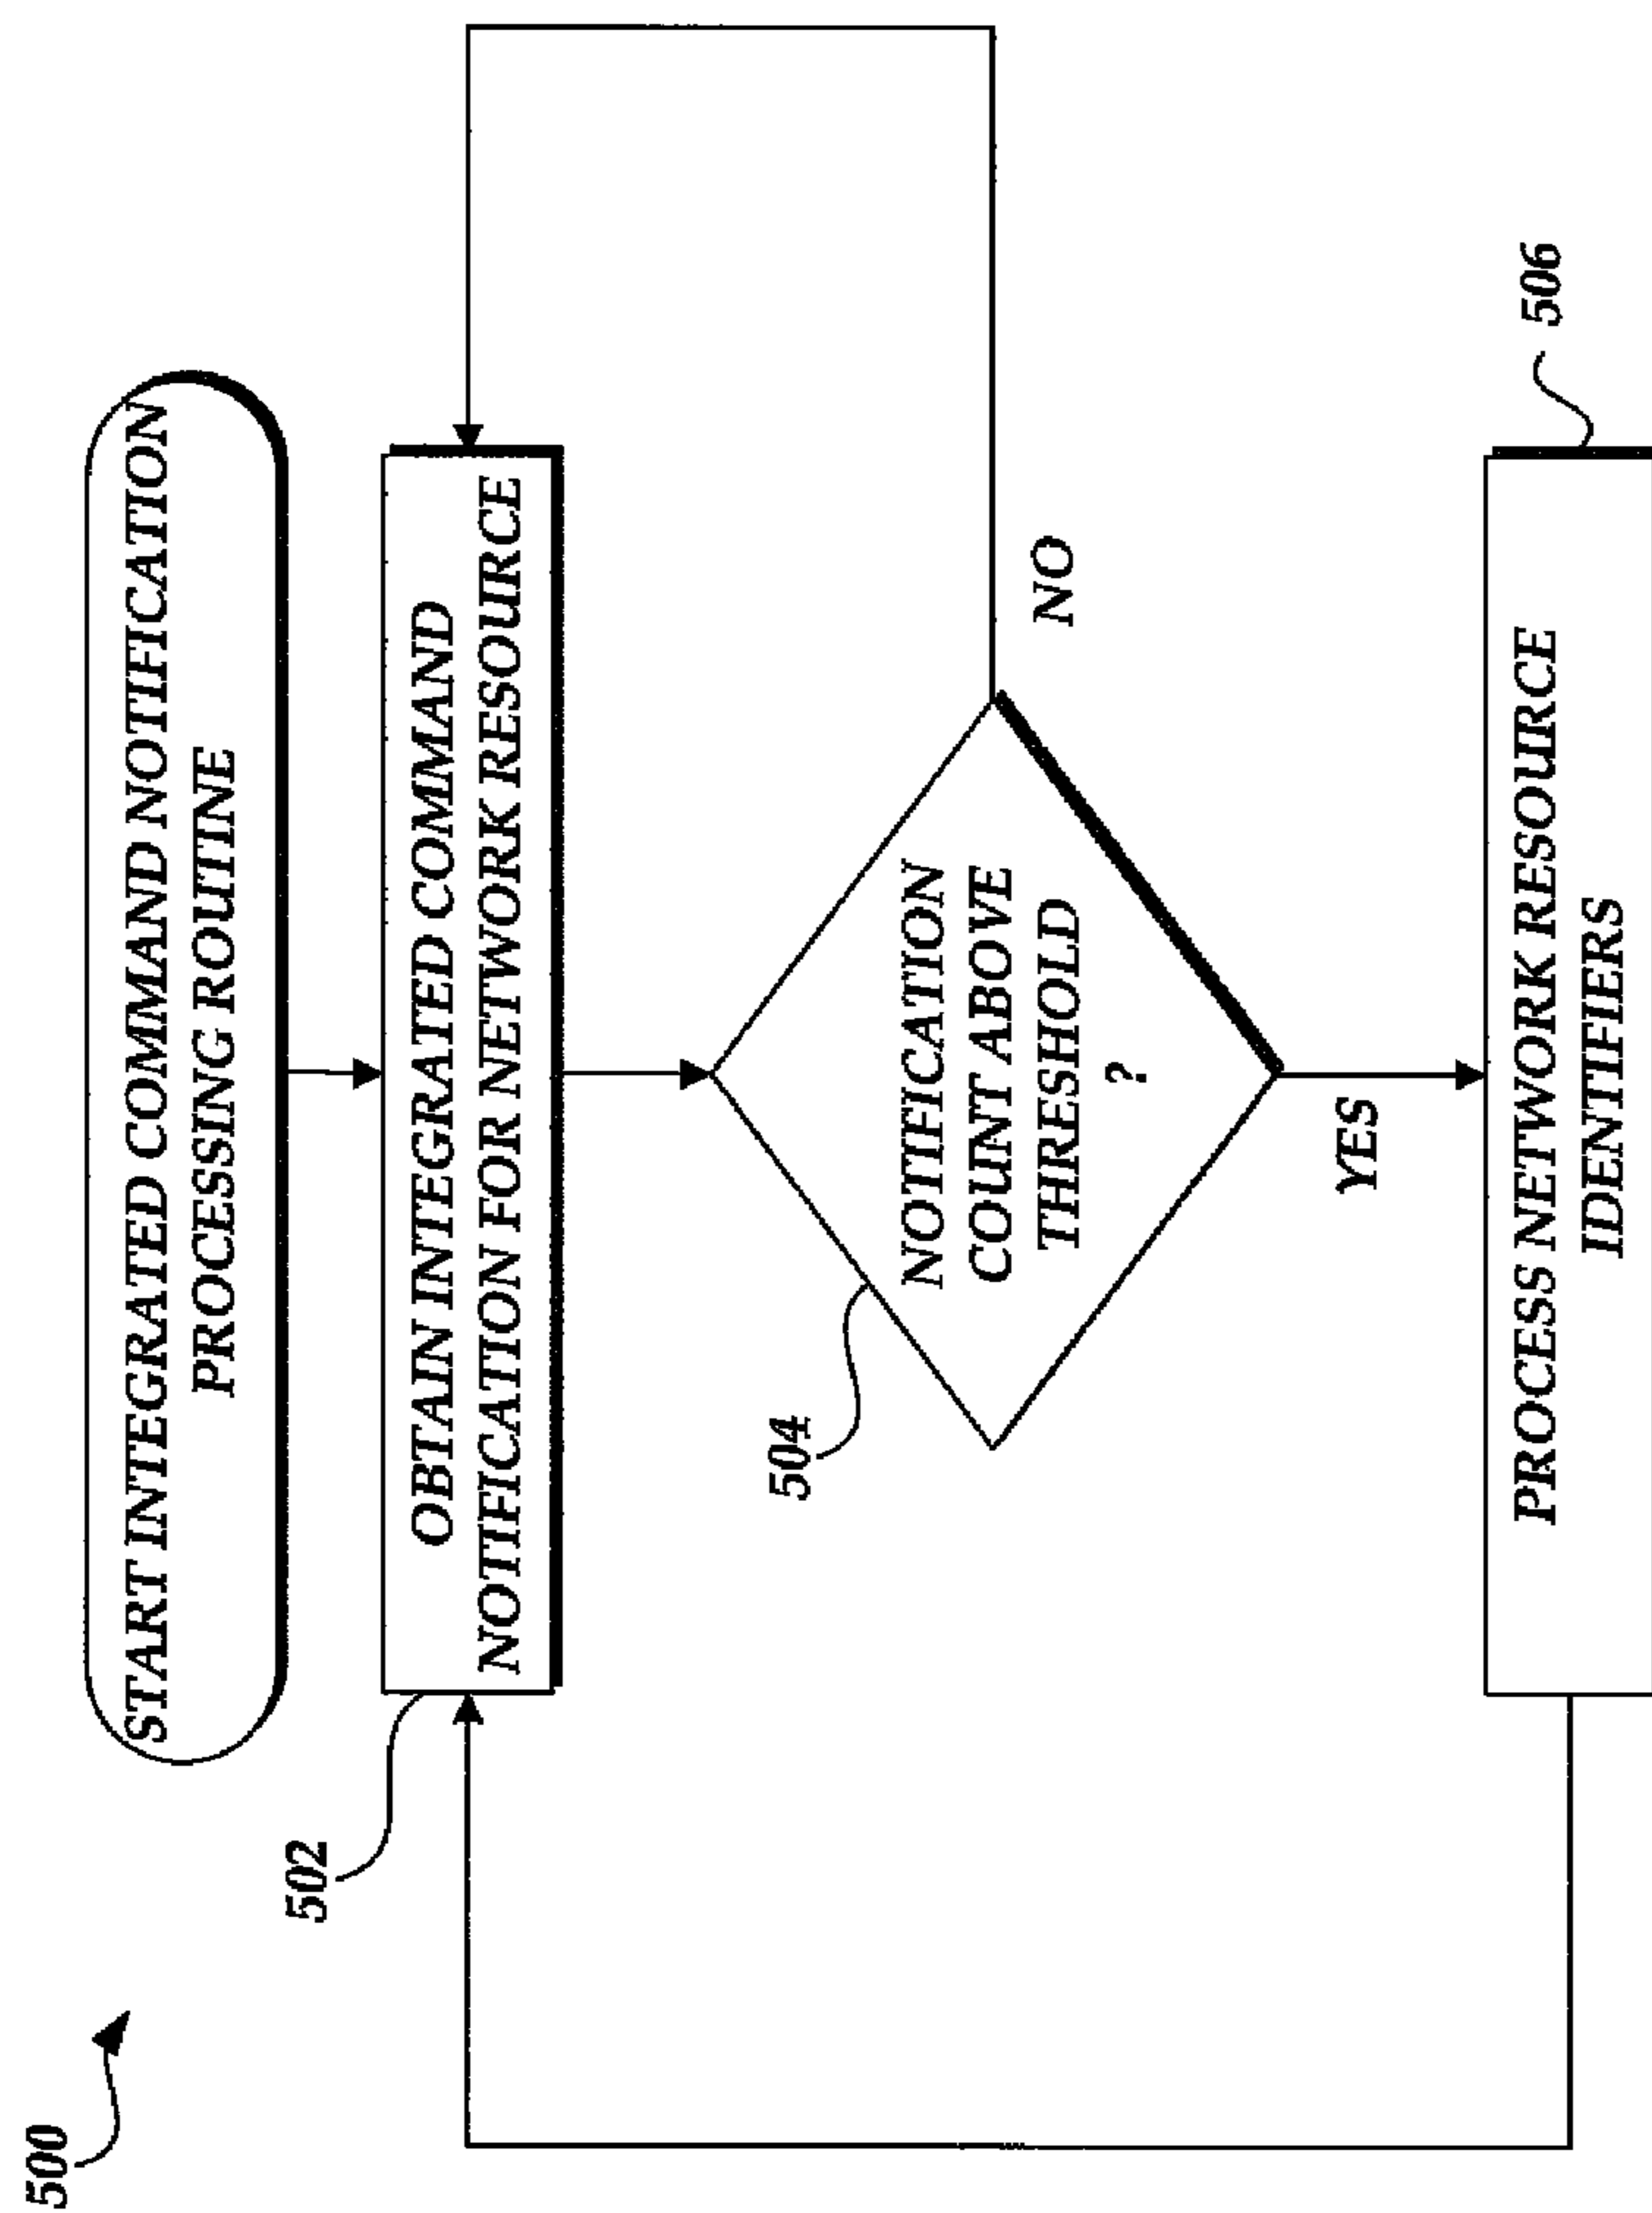 500
START INTEGRATED COMMAND NOTIFICATION
PROCESSING ROUTINE
502
OBTAIN INTEGRATED COMMAND
NOTIFICATION FOR NETWORK RESOURCE
504
NOTIFICATION
COUNT ABOVE
THRESHOLD
?
NO
YES
506
PROCESS NETWORK RESOURCE
IDENTIFIERS